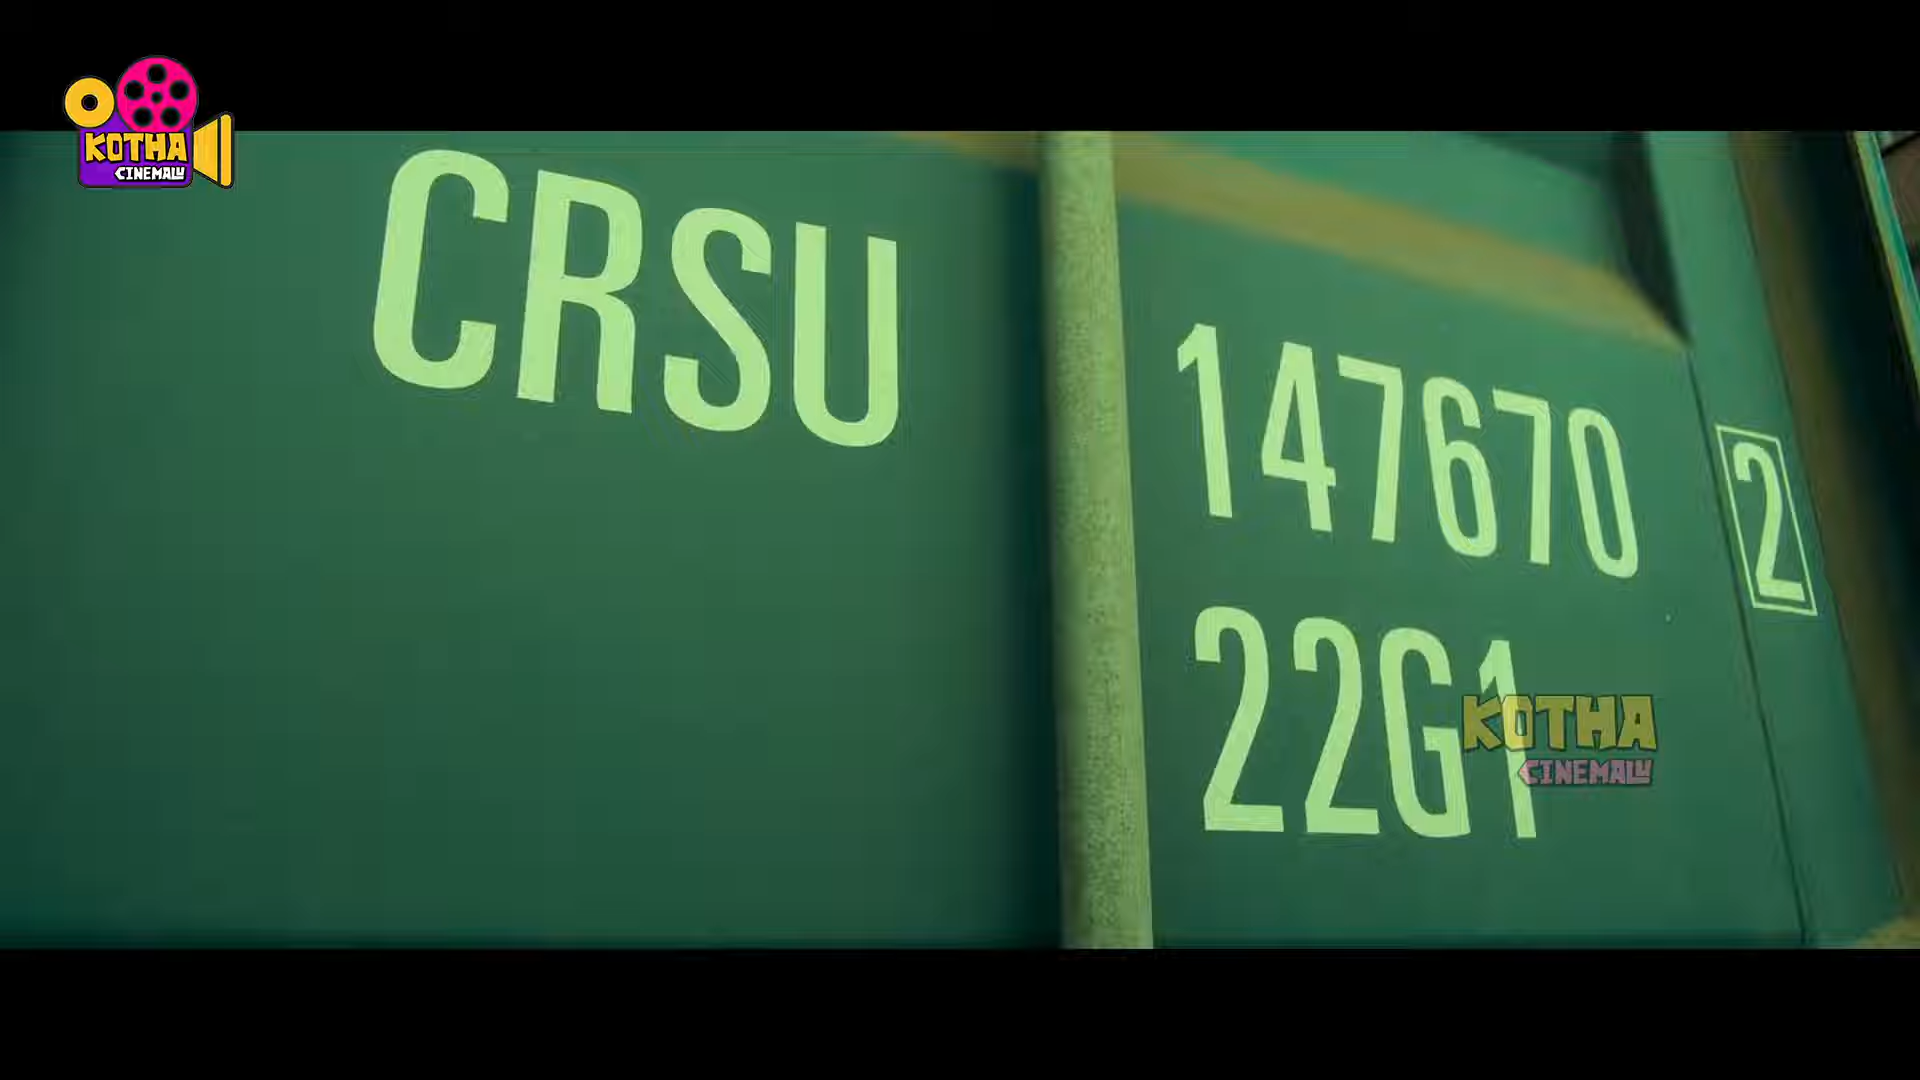 KOTHA
CINEMALU
CRSU 147670 2
22G1
KOTHA
CINEMALU